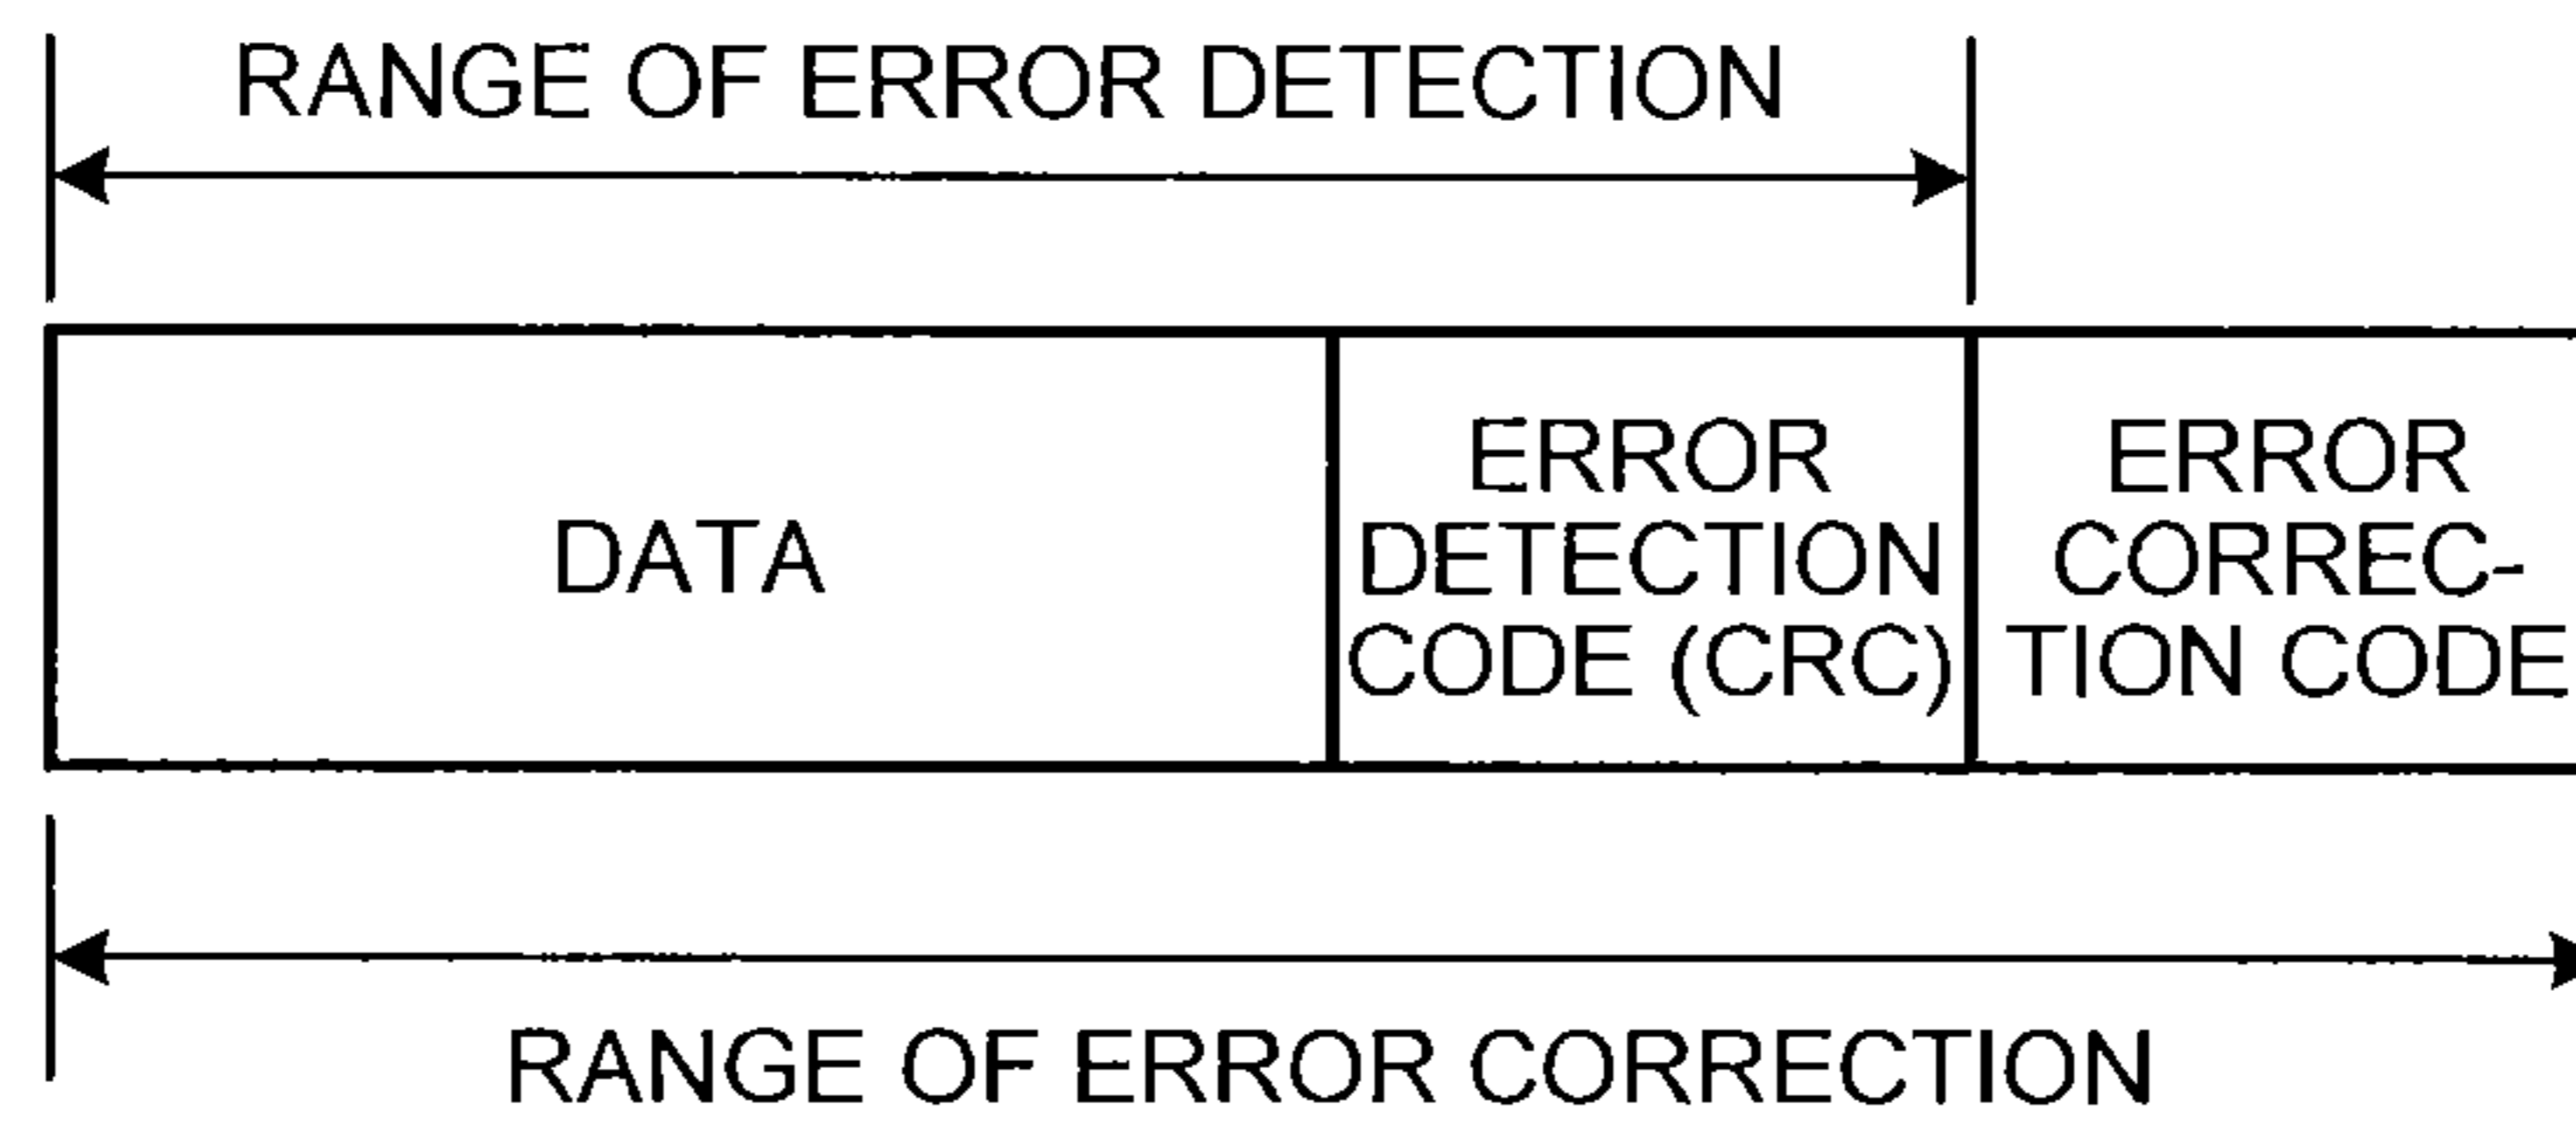 RANGE OF ERROR DETECTION
DATA
ERROR
DETECTION
CODE (CRC)
ERROR
CORREC-
TION CODE
RANGE OF ERROR CORRECTION